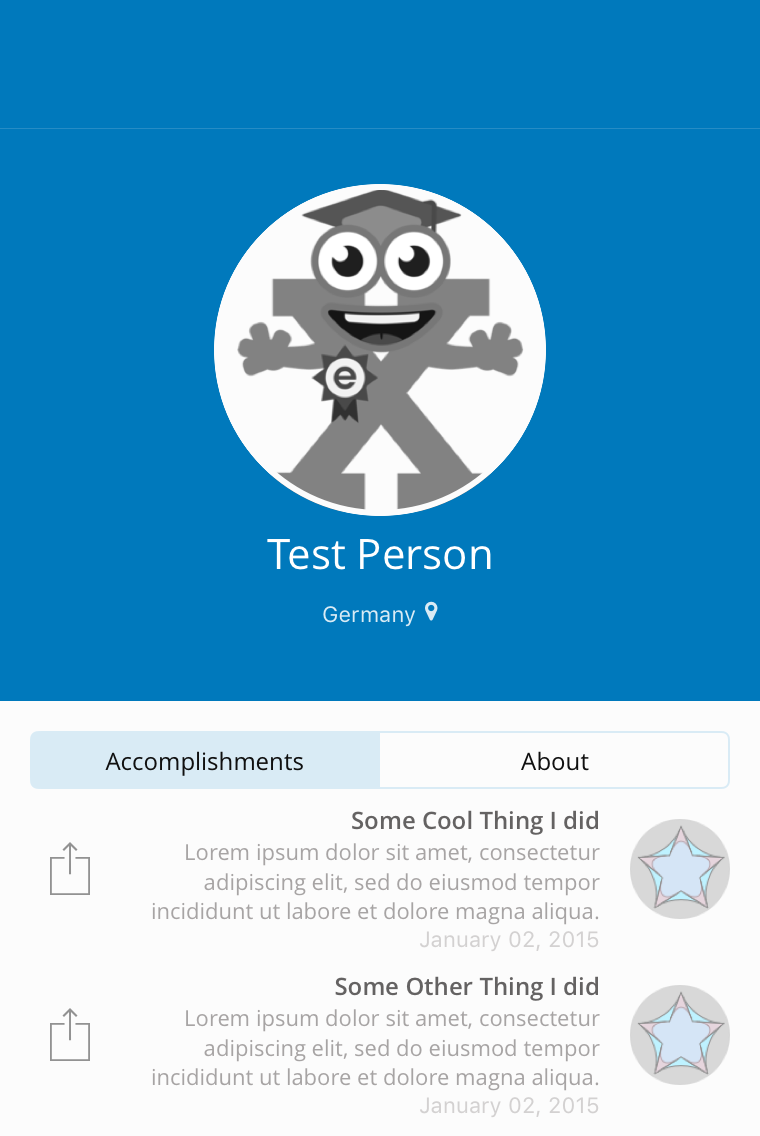 e
Test Person
Germany
Accomplishments
About
Some Cool Thing I did
Lorem ipsum dolor sit amet, consectetur
adipiscing elit, sed do eiusmod tempor
incididunt ut labore et dolore magna aliqua.
January 02, 2015
Some Other Thing I did
Lorem ipsum dolor sit amet, consectetur
adipiscing elit, sed do eiusmod tempor
incididunt ut labore et dolore magna aliqua.
January 02, 2015